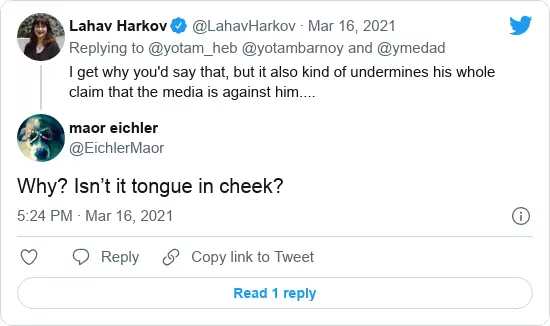 Lahav Harkov @LahavHarkov · Mar 16, 2021
Replying to @yotam_heb @yotambarnoy and @ymedad
I get why you'd say that, but it also kind of undermines his whole
claim that the media is against him....
maor eichler
@EichlerMaor
Why? Isn’t it tongue in cheek?
5:24 PM · Mar 16, 2021
Reply
Copy link to Tweet
Read 1 reply